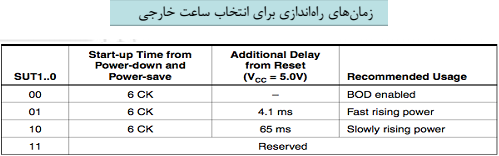 زمان‌های راه‌اندازی برای انتخاب ساعت خارجی
SUT1..0 Start-up Time from Power-down and Power-save Additional Delay from Reset (VCC = 5.0V) Recommended Usage
00 6 CK – BOD enabled
01 6 CK 4.1 ms Fast rising power
10 6 CK 65 ms Slowly rising power
11 Reserved